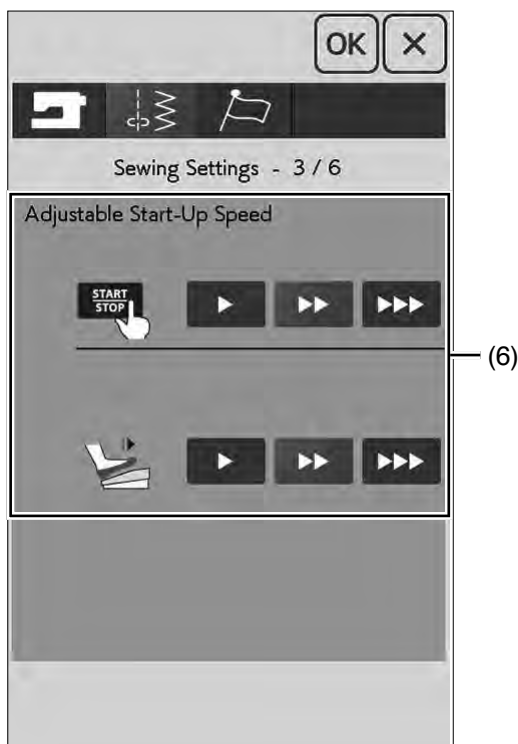 OK ×
Sewing Settings - 3 / 6
Adjustable Start-Up Speed
START
STOP
(6)